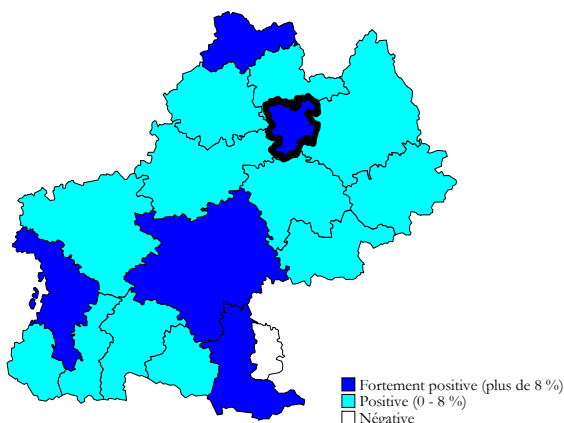 Fortement positive (plus de 8 %)
Positive (0 - 8 %)
Négative